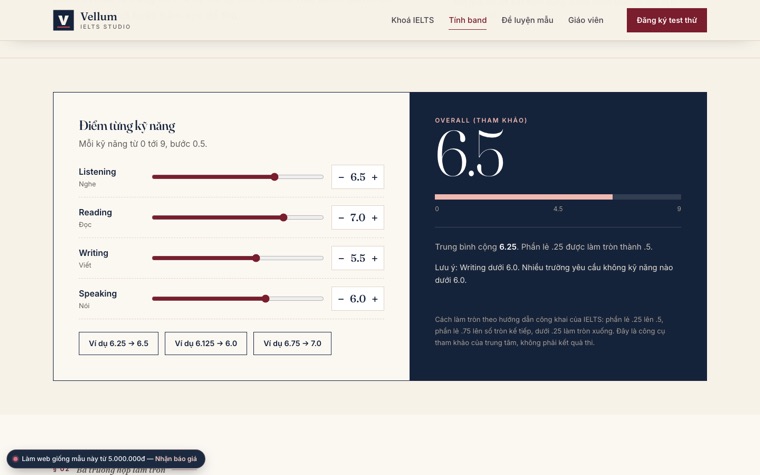 Vellum
IELTS STUDIO
Khoá IELTS
Tính band
Đề luyện mẫu
Giáo viên
Đăng ký test thử
Điểm từng kỹ năng
Mỗi kỹ năng từ 0 tới 9, bước 0.5.
Listening
Nghe
− 6.5 +
Reading
Đọc
− 7.0 +
Writing
Viết
− 5.5 +
Speaking
Nói
− 6.0 +
Ví dụ 6.25 → 6.5
Ví dụ 6.125 → 6.0
Ví dụ 6.75 → 7.0
OVERALL (THAM KHẢO)
6.5
0 4.5 9
Trung bình cộng 6.25. Phần lẻ .25 được làm tròn thành .5.
Lưu ý: Writing dưới 6.0. Nhiều trường yêu cầu không kỹ năng nào
dưới 6.0.
Cách làm tròn theo hướng dẫn công khai của IELTS: phần lẻ .25 lên .5,
phần lẻ .75 lên số tròn kế tiếp, dưới .25 làm tròn xuống. Đây là công cụ
tham khảo của trung tâm, không phải kết quả thi.
Làm web giống mẫu này từ 5.000.000đ — Nhận báo giá
Ba trường hợp làm tròn